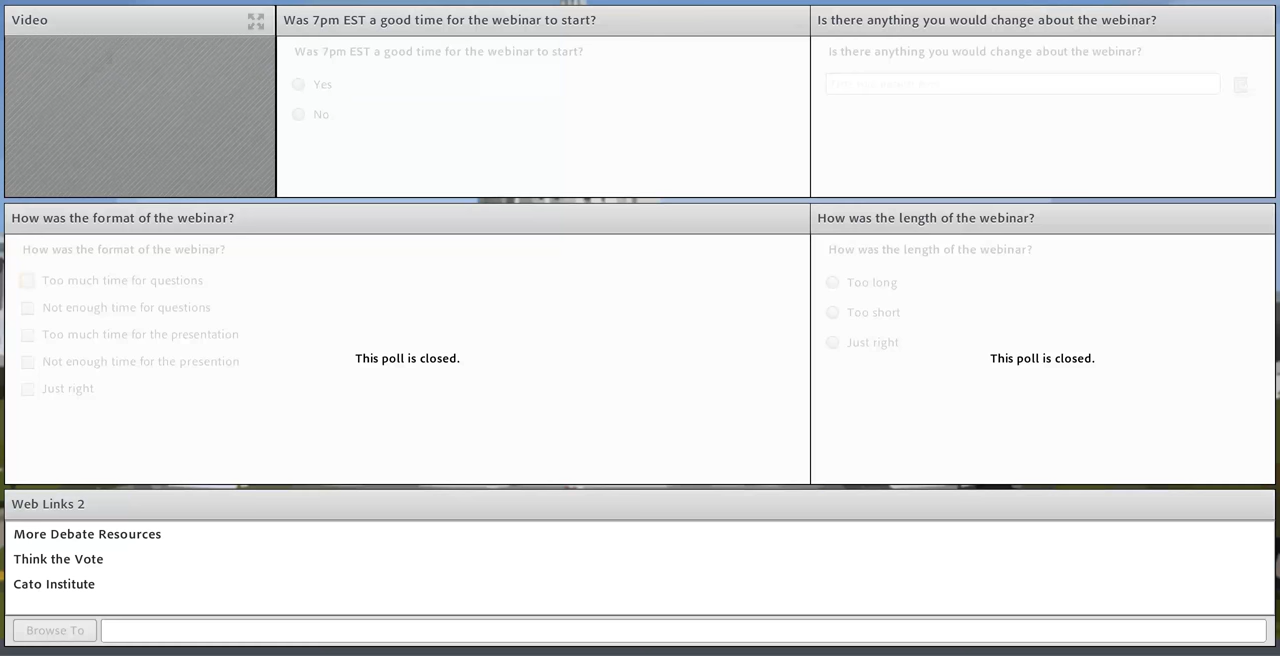 Video
Was 7pm EST a good time for the webinar to start?
Is there anything you would change about the webinar?
Was 7pm EST a good time for the webinar to start?
Yes
No
Is there anything you would change about the webinar?
How was the format of the webinar?
How was the length of the webinar?
How was the format of the webinar?
Too much time for questions
Not enough time for questions
Too much time for the presentation
Not enough time for the presention
Just right
This poll is closed.
How was the length of the webinar?
Too long
Too short
Just right
This poll is closed.
Web Links 2
More Debate Resources
Think the Vote
Cato Institute
Browse To